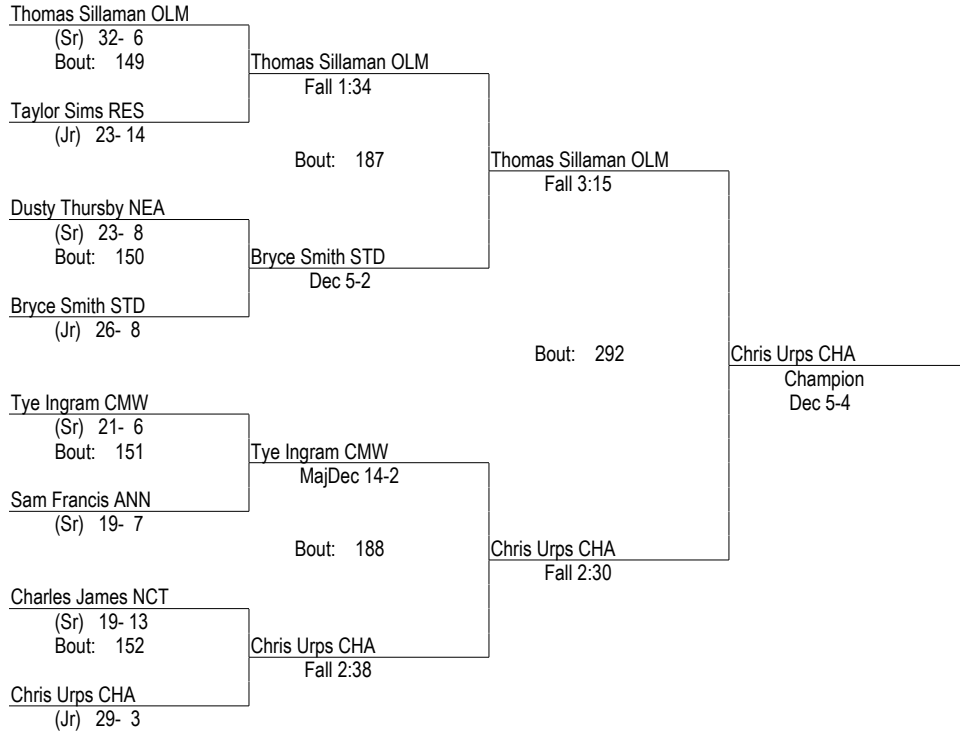 Thomas Sillaman OLM
(Sr) 32- 6
Bout: 149
Thomas Sillaman OLM
Fall 1:34
Taylor Sims RES
(Jr) 23- 14
Bout: 187
Thomas Sillaman OLM
Fall 3:15
Dusty Thursby NEA
(Sr) 23- 8
Bout: 150
Bryce Smith STD
Dec 5-2
Bryce Smith STD
(Jr) 26- 8
Bout: 292
Chris Urps CHA
Champion
Dec 5-4
Tye Ingram CMW
(Sr) 21- 6
Bout: 151
Tye Ingram CMW
MajDec 14-2
Sam Francis ANN
(Sr) 19- 7
Bout: 188
Chris Urps CHA
Fall 2:30
Charles James NCT
(Sr) 19- 13
Bout: 152
Chris Urps CHA
Fall 2:38
Chris Urps CHA
(Jr) 29- 3